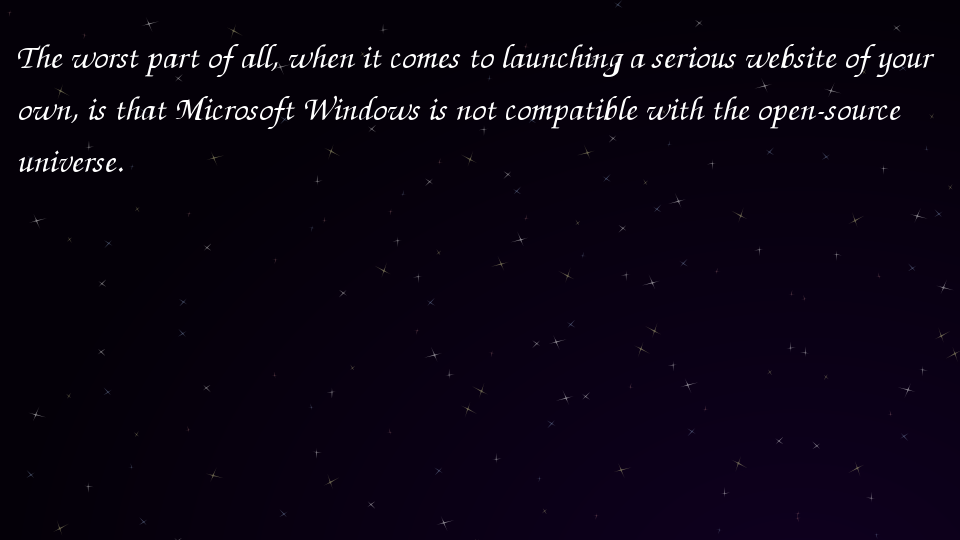 The worst part of all, when it comes to launching a serious website of your
own, is that Microsoft Windows is not compatible with the open-source
universe.